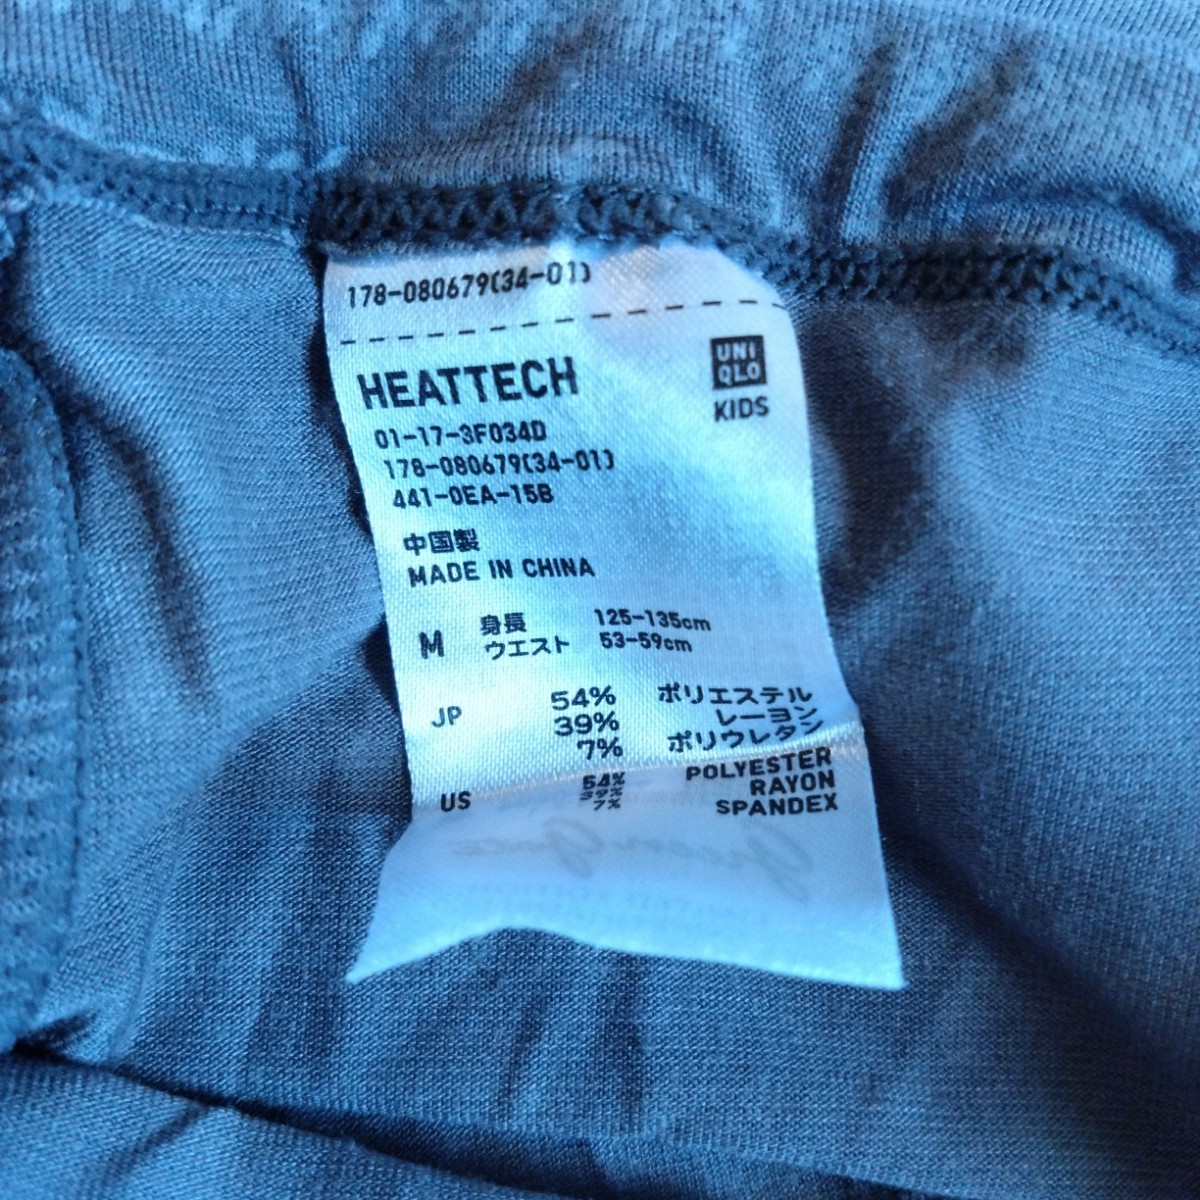 178-080679(34-01)
HEATTECH
UNI
QLO
KIDS
01-17-3F034D
178-080679(34-01)
441-0EA-15B
中国製
MADE IN CHINA
M 身長 125-135cm
ウエスト 53-59cm
JP 54% ポリエステル
39% レーヨン
7% ポリウレタン
US 54% POLYESTER
39% RAYON
7% SPANDEX